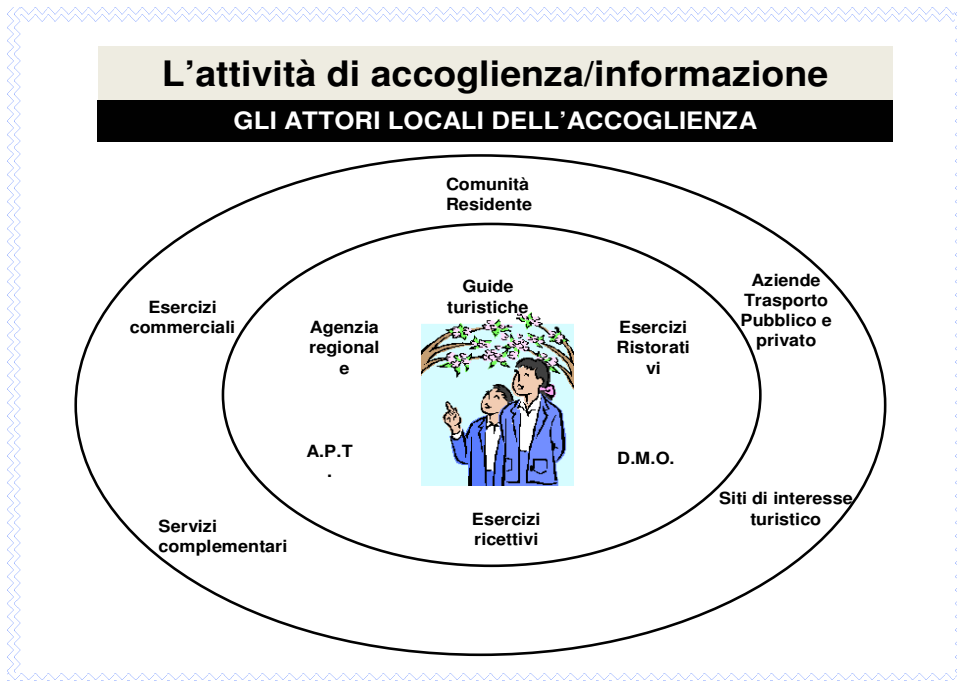 L'attività di accoglienza/informazione
GLI ATTORI LOCALI DELL'ACCOGLIENZA
Comunità
Residente
Esercizi
commerciali
Guide
turistiche
Aziende
Trasporto
Pubblico e
privato
Agenzia
regional
e
Esercizi
Ristorati
vi
A.P.T
.
D.M.O.
Siti di interesse
turistico
Servizi
complementari
Esercizi
ricettivi